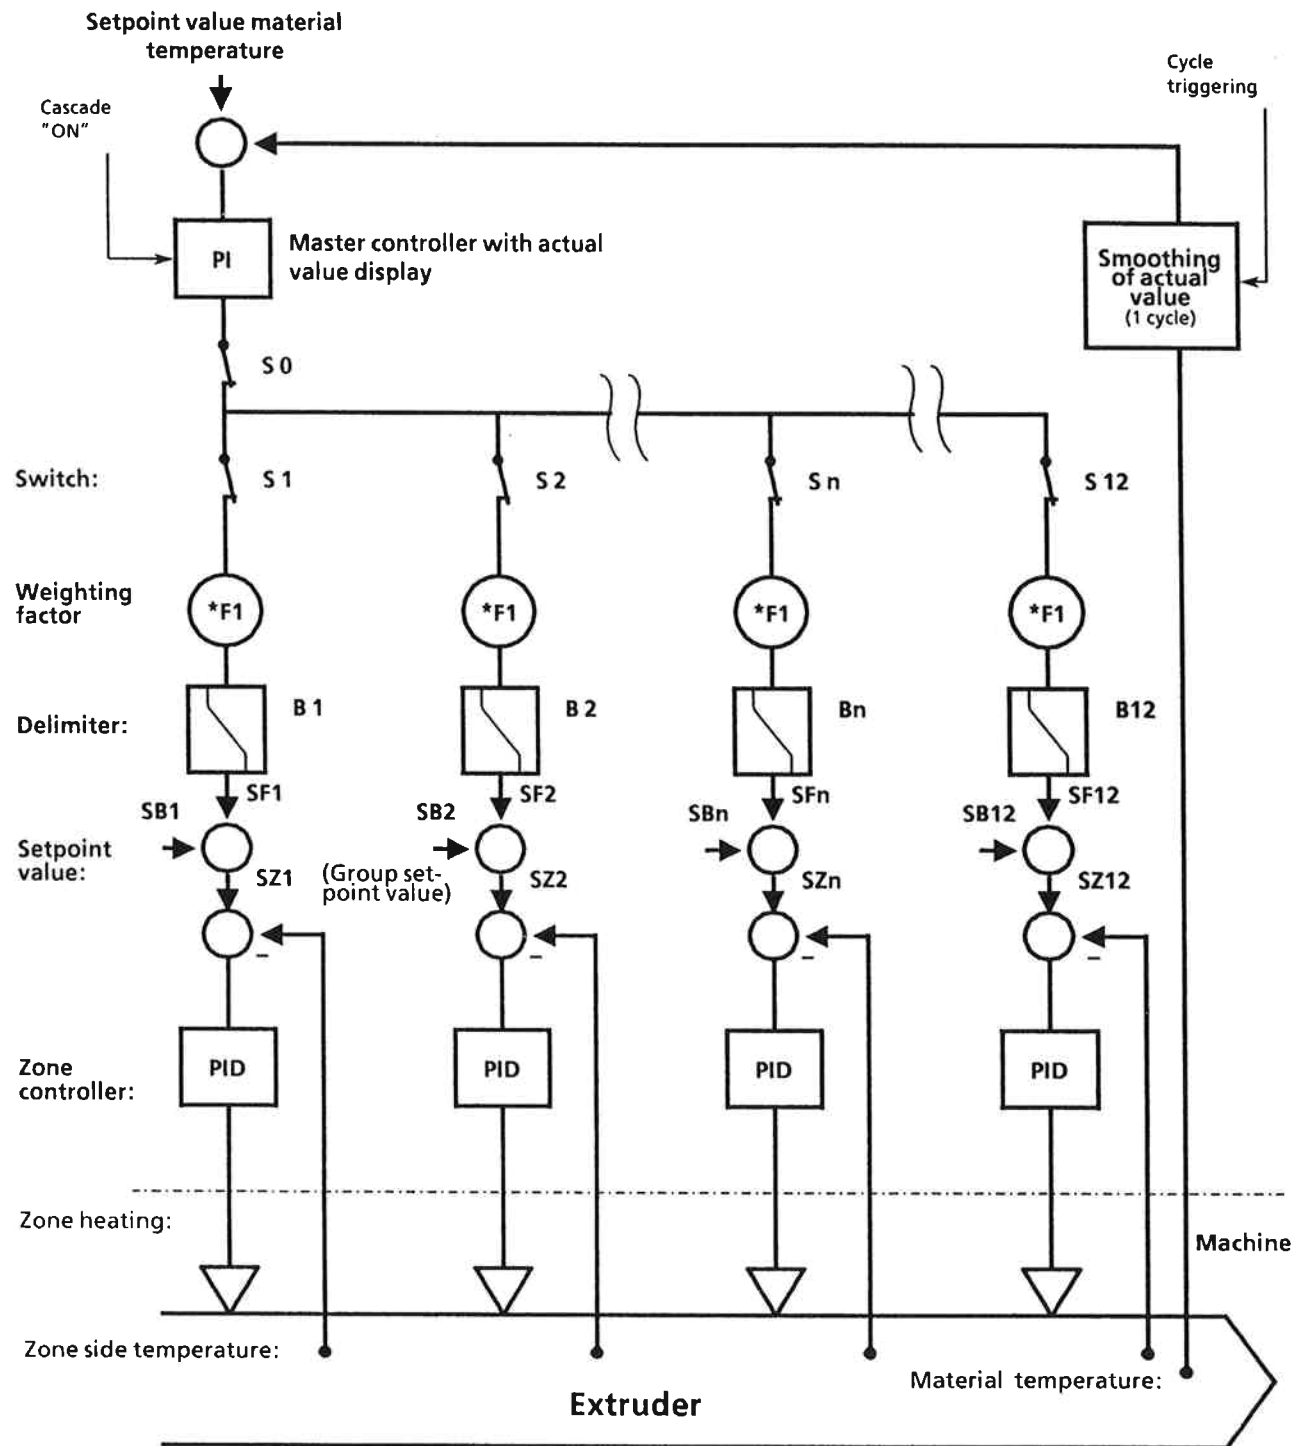 Setpoint value material
temperature
Cascade
"ON"
Cycle
triggering
PI
Master controller with actual
value display
Smoothing
of actual
value
(1 cycle)
S 0
Switch:
S 1
S 2
S n
S 12
Weighting
factor
*F1
*F1
*F1
*F1
Delimiter:
B 1
B 2
Bn
B12
SF1
SF2
SFn
SF12
SB1
SB2
SBn
SB12
Setpoint
value:
(Group set-
point value)
SZ1
SZ2
SZn
SZ12
–
–
–
–
Zone
controller:
PID
PID
PID
PID
Zone heating:
Machine
Zone side temperature:
Material temperature:
Extruder